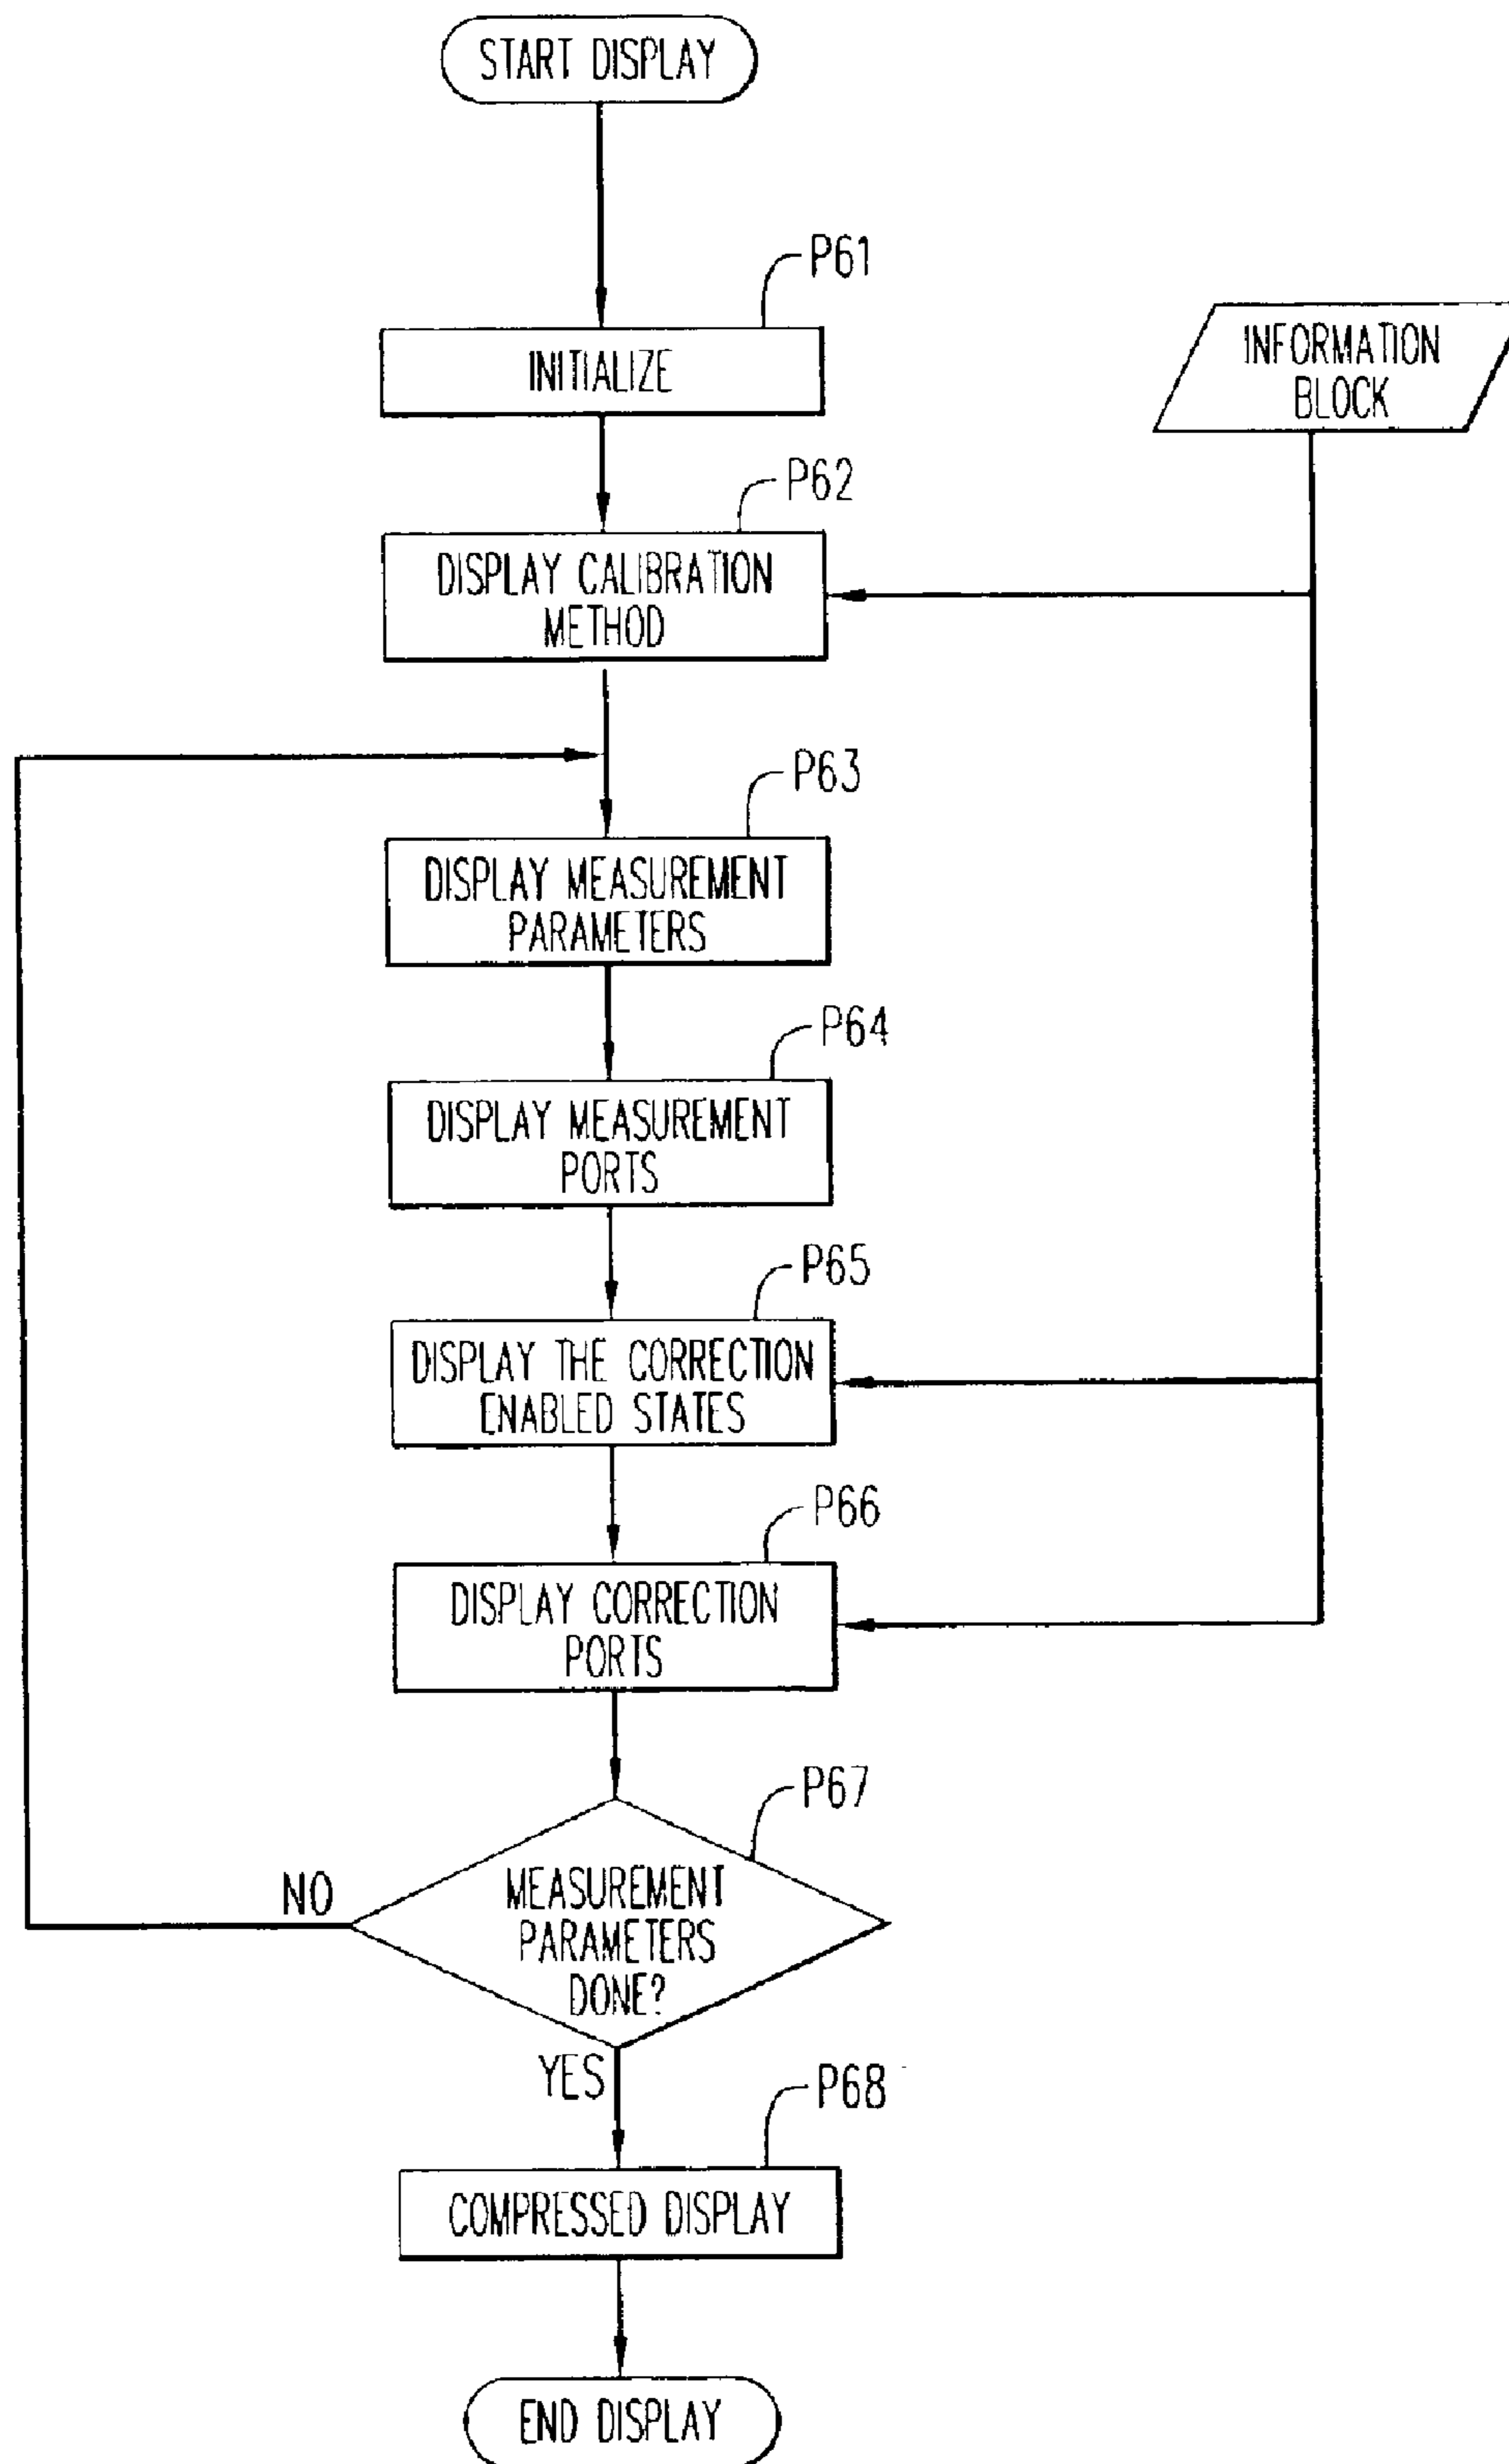 START DISPLAY
P61
INITIALIZE
INFORMATION
BLOCK
P62
DISPLAY CALIBRATION
METHOD
P63
DISPLAY MEASUREMENT
PARAMETERS
P64
DISPLAY MEASUREMENT
PORTS
P65
DISPLAY THE CORRECTION
ENABLED STATES
P66
DISPLAY CORRECTION
PORTS
P67
NO
MEASUREMENT
PARAMETERS
DONE?
YES
P68
COMPRESSED DISPLAY
END DISPLAY